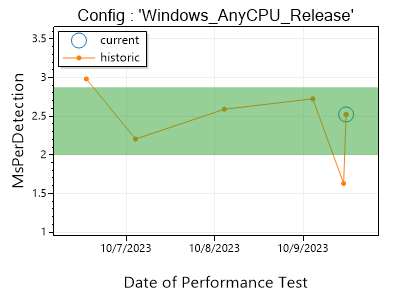 Config : 'Windows_AnyCPU_Release'
current
historic
MsPerDetection
3.5
3
2.5
2
1.5
1
10/7/2023
10/8/2023
10/9/2023
Date of Performance Test